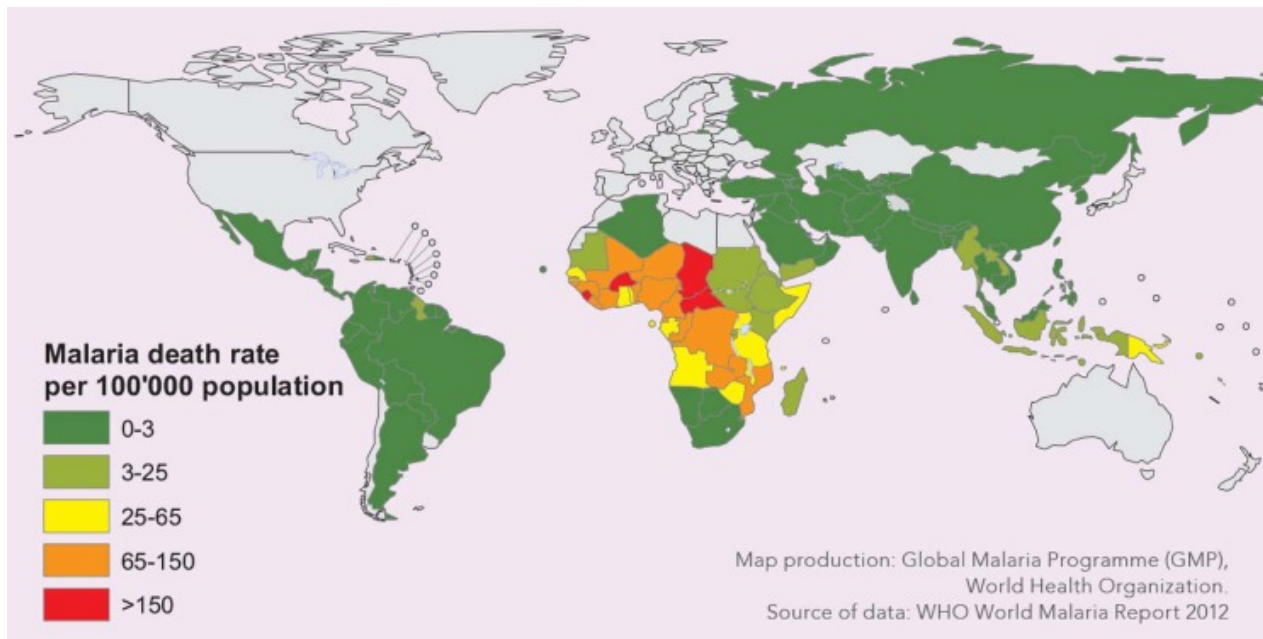 Malaria death rate
per 100'000 population
0-3
3-25
25-65
65-150
>150
Map production: Global Malaria Programme (GMP),
World Health Organization.
Source of data: WHO World Malaria Report 2012